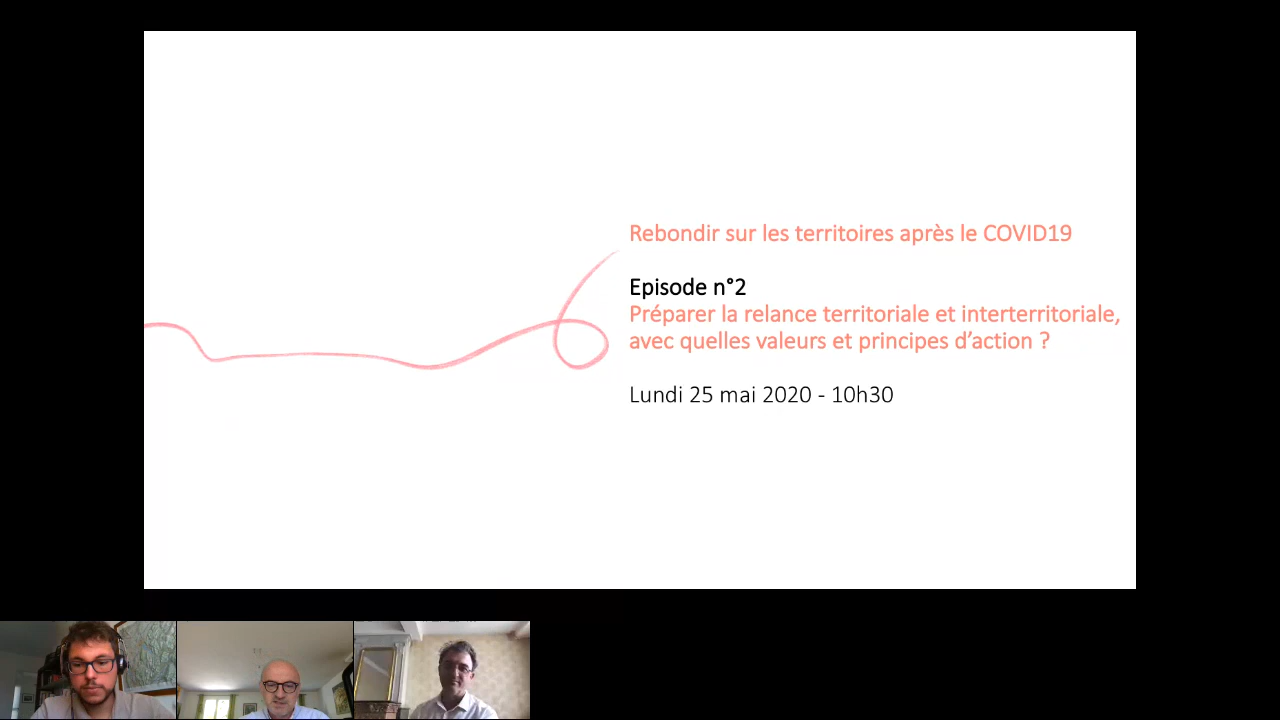 Rebondir sur les territoires après le COVID19
Episode n°2
Préparer la relance territoriale et interterritoriale,
avec quelles valeurs et principes d’action ?
Lundi 25 mai 2020 - 10h30